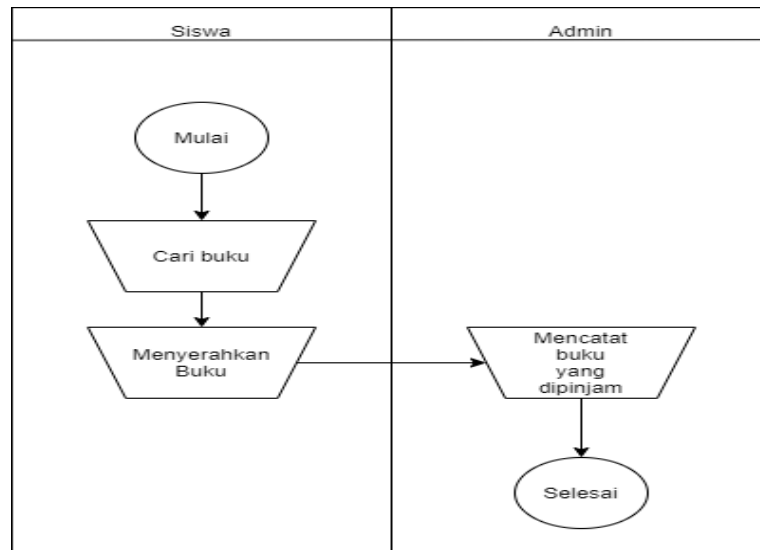 Siswa
Admin
Mulai
Cari buku
Menyerahkan
Buku
Mencatat
buku
yang
dipinjam
Selesai